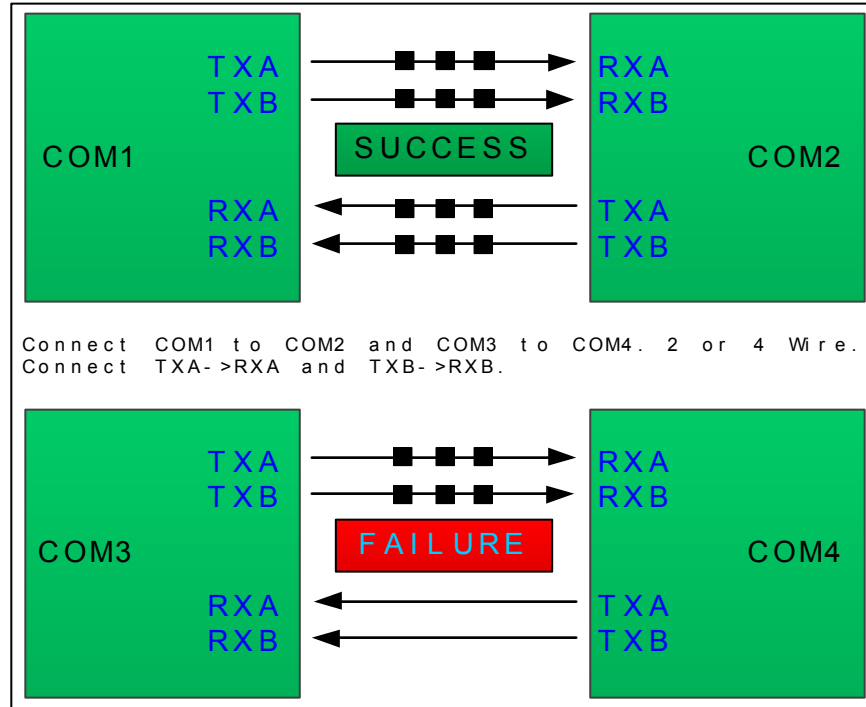 TXA
TXB
RXA
RXB
SUCCESS
COM1
COM2
RXA
RXB
TXA
TXB
Connect COM1 to COM2 and COM3 to COM4. 2 or 4 Wire.
Connect TXA->RXA and TXB->RXB.
TXA
TXB
RXA
RXB
FAILURE
COM3
COM4
RXA
RXB
TXA
TXB